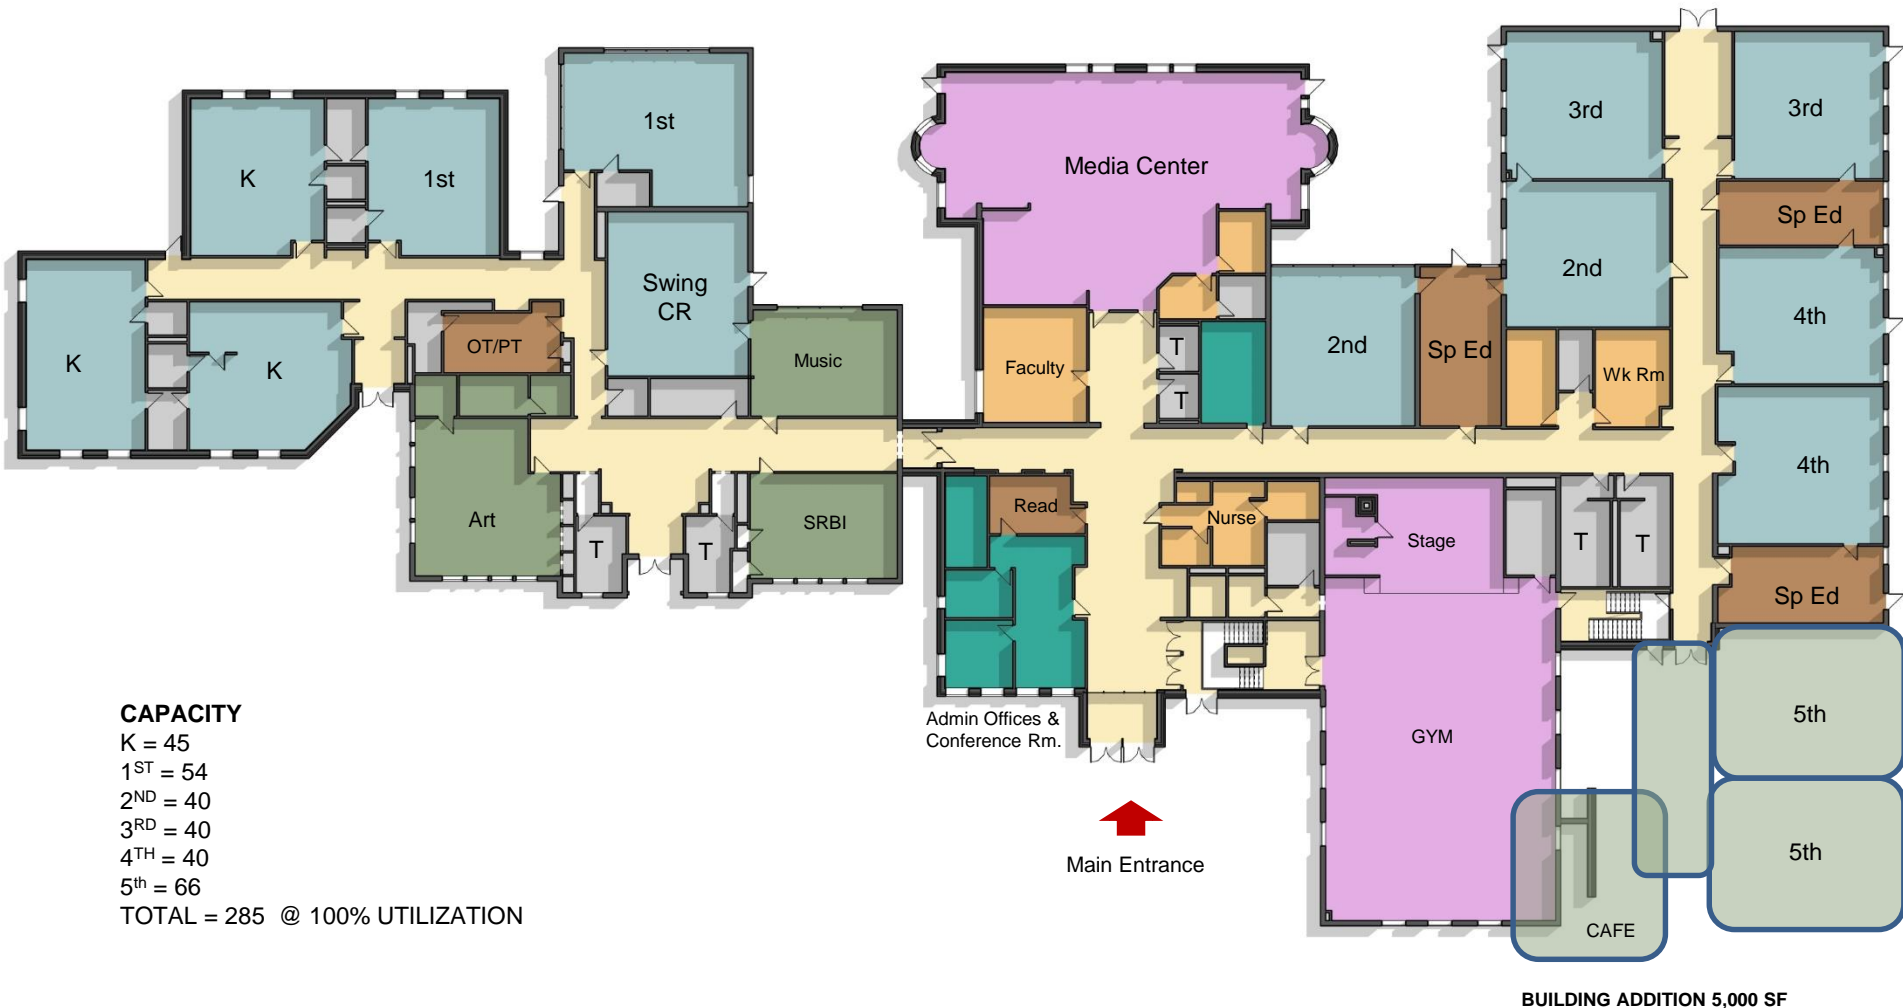 3rd
3rd
1st
Media Center
K
1st
Sp Ed
2nd
Swing
CR
4th
OT/PT
Music
2nd
Sp Ed
K
K
Faculty
T
Wk Rm
T
4th
Art
SRBI
Read
Nurse
Stage
T
T
T
T
Sp Ed
Admin Offices &
Conference Rm.
GYM
5th
CAPACITY
K = 45
1ST = 54
2ND = 40
3RD = 40
4TH = 40
5th = 66
TOTAL = 285 @ 100% UTILIZATION
Main Entrance
5th
CAFE
BUILDING ADDITION 5,000 SF